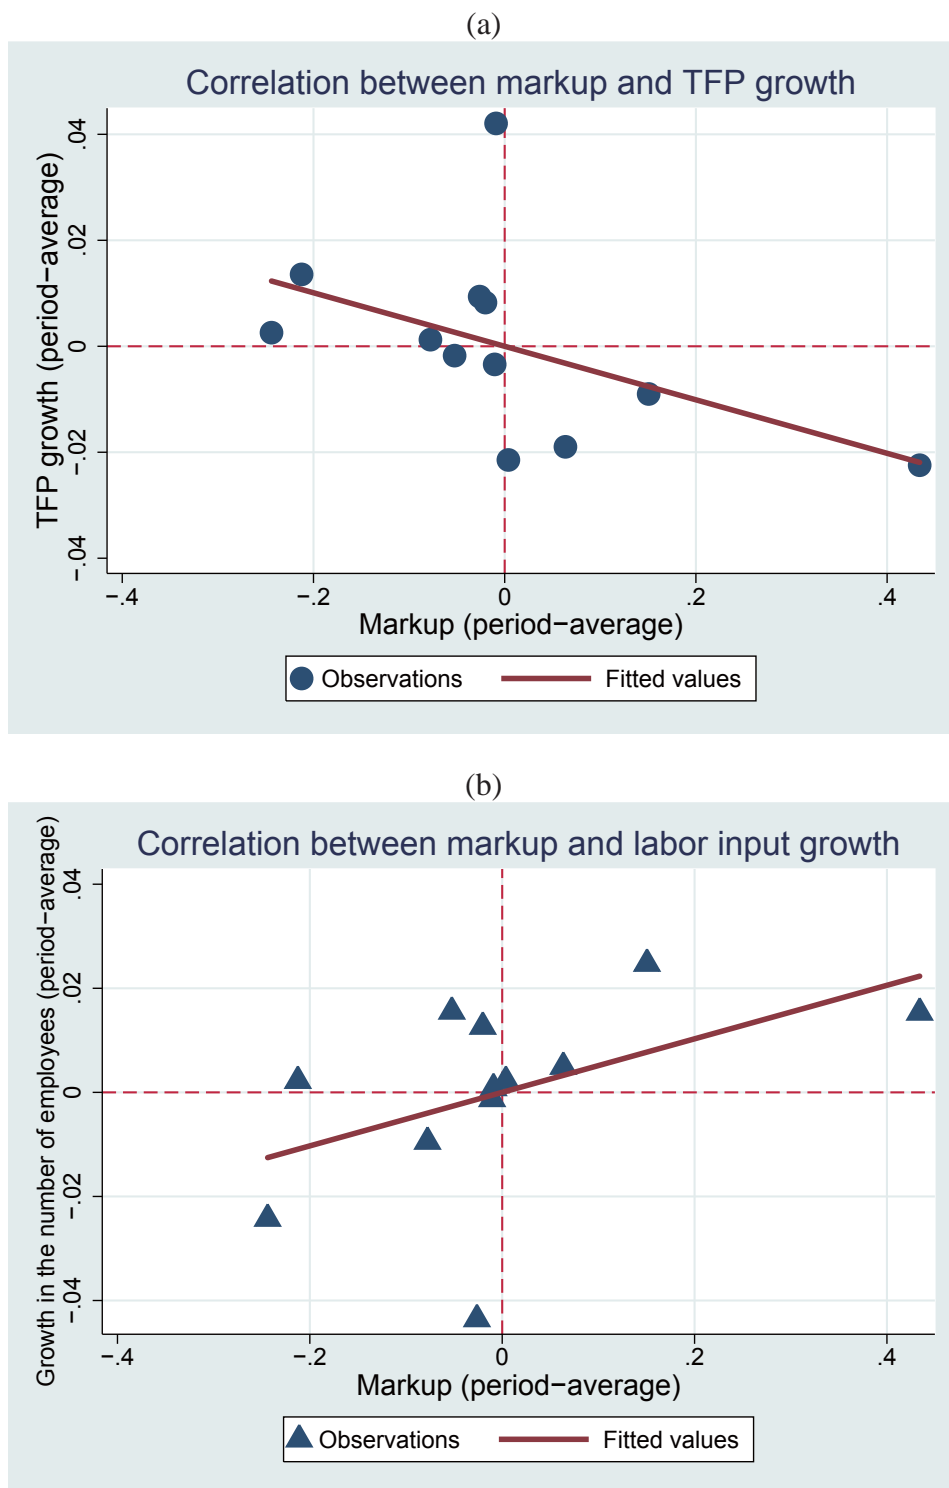 (a)
Correlation between markup and TFP growth
TFP growth (period−average)
.04
.02
0
−.02
−.04
−.4
−.2
0
.2
.4
Markup (period−average)
Observations
Fitted values
(b)
Correlation between markup and labor input growth
Growth in the number of employees (period−average)
.04
.02
0
−.02
−.04
−.4
−.2
0
.2
.4
Markup (period−average)
Observations
Fitted values